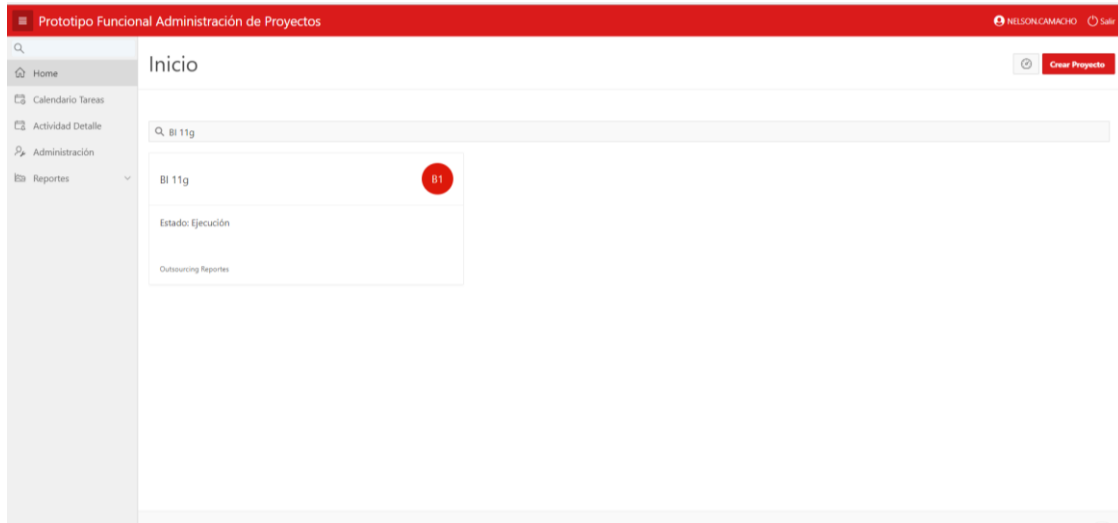 Prototipo Funcional Administración de Proyectos
NELSON.CAMACHO
Salir
Home
Calendario Tareas
Actividad Detalle
Administración
Reportes
Inicio
Crear Proyecto
BI 11g
BI 11g
B1
Estado: Ejecución
Outsourcing Reportes